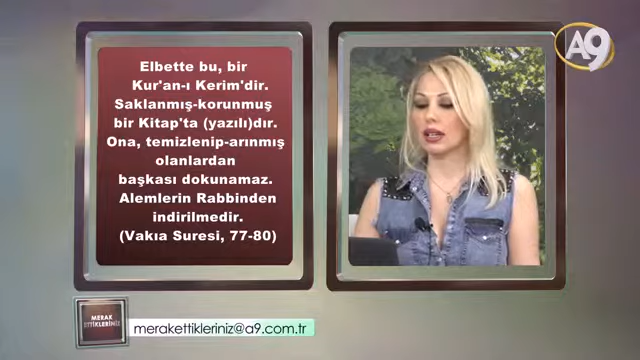 Elbette bu, bir
Kur'an-ı Kerim'dir.
Saklanmış-korunmuş
bir Kitap'ta (yazılı)dır.
Ona, temizlenip-arınmış
olanlardan
başkası dokunamaz.
Alemlerin Rabbinden
indirilmedir.
(Vakıa Suresi, 77-80)
A9
MERAK
ETTİKLERİNİZ
merakettikleriniz@a9.com.tr